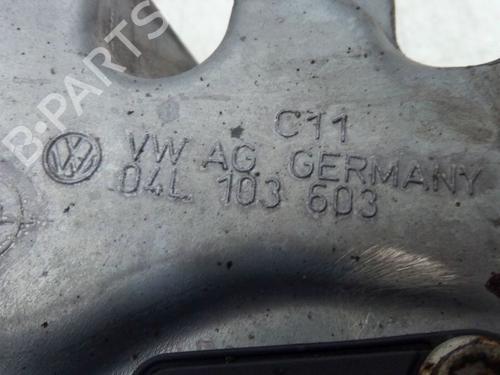 B-PARTS
C11
VW AG GERMANY
04L 103 603